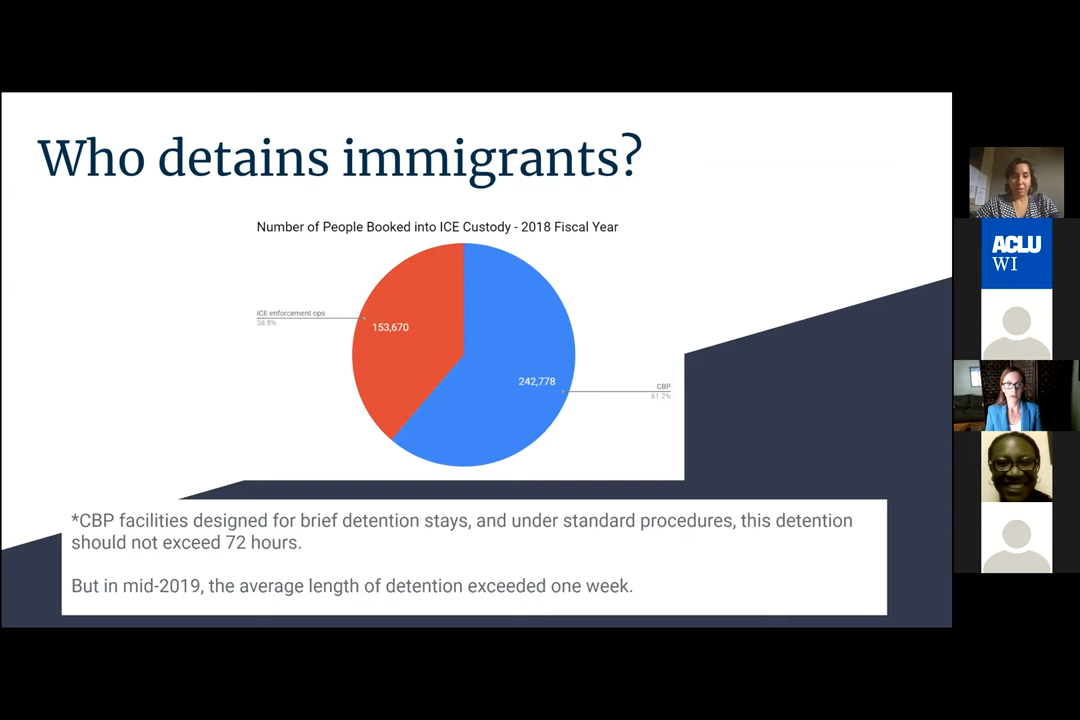 Who detains immigrants?
Number of People Booked into ICE Custody - 2018 Fiscal Year
ICE enforcement ops
38.8%
153,670
242,778
CBP
61.2%
*CBP facilities designed for brief detention stays, and under standard procedures, this detention
should not exceed 72 hours.
But in mid-2019, the average length of detention exceeded one week.
ACLU
WI